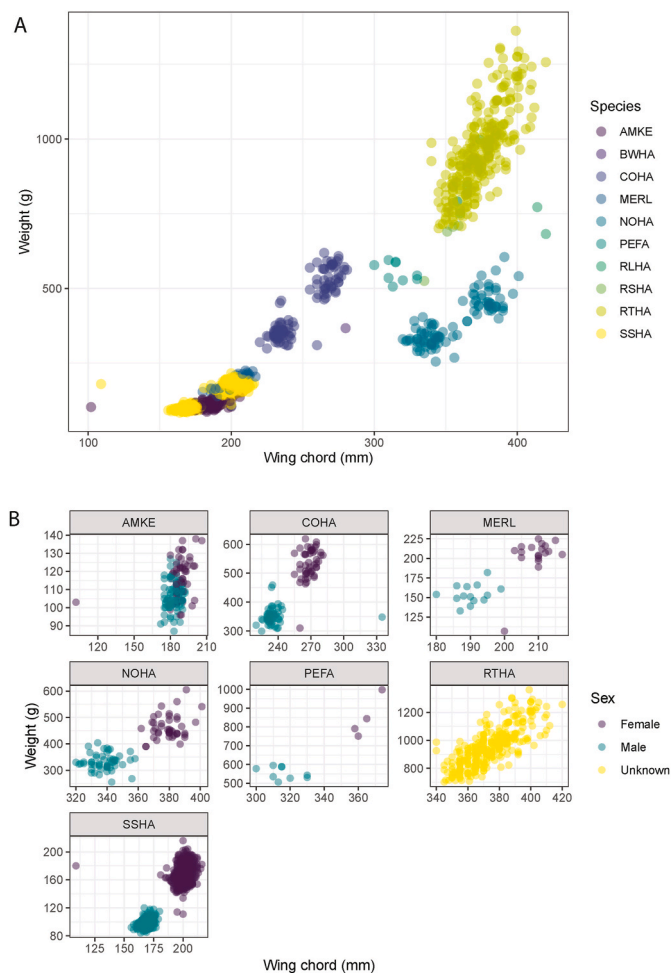 A
Weight (g)
1000
500
100
200
300
400
Wing chord (mm)
Species
AMKE
BWHA
COHA
MERL
NOHA
PEFA
RLHA
RSHA
RTHA
SSHA
B
AMKE
COHA
MERL
140
130
120
110
100
90
600
500
400
300
225
200
175
150
125
120
150
180
210
240
270
300
330
180
190
200
210
NOHA
PEFA
RTHA
600
500
400
300
1000
900
800
700
600
500
1200
1000
800
320
340
360
380
400
300
320
340
360
340
360
380
400
420
Weight (g)
Sex
Female
Male
Unknown
SSHA
200
160
120
80
125
150
175
200
Wing chord (mm)